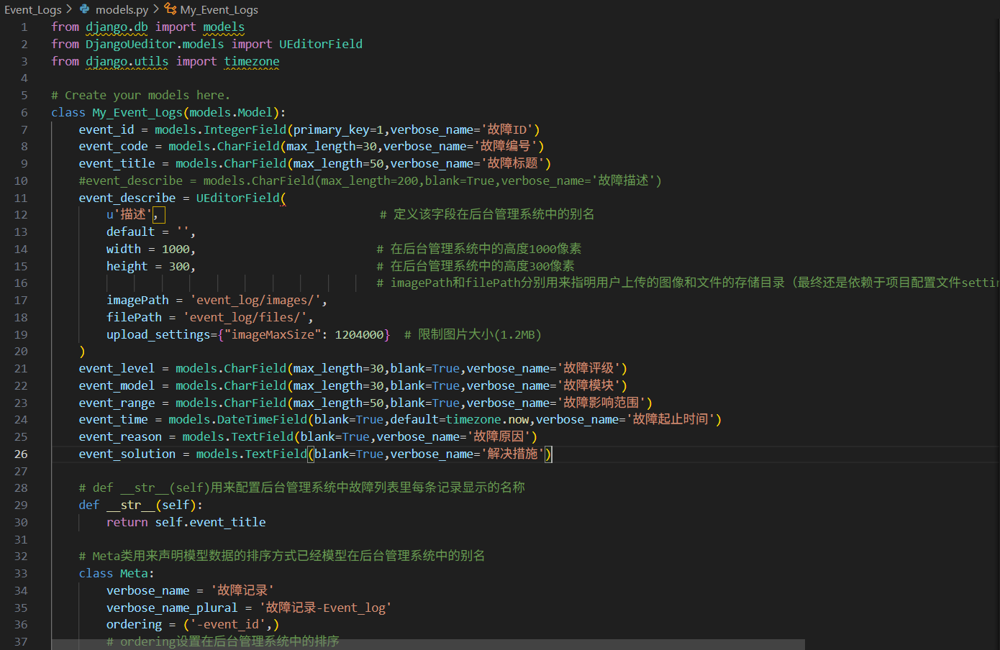 Event_Logs > models.py > My_Event_Logs
1 from django.db import models
2 from DjangoUeditor.models import UEditorField
3 from django.utils import timezone
4
5 # Create your models here.
6 class My_Event_Logs(models.Model):
7     event_id = models.IntegerField(primary_key=1,verbose_name='故障ID')
8     event_code = models.CharField(max_length=30,verbose_name='故障编号')
9     event_title = models.CharField(max_length=50,verbose_name='故障标题')
10     #event_describe = models.CharField(max_length=200,blank=True,verbose_name='故障描述')
11     event_describe = UEditorField(
12         u'描述', # 定义该字段在后台管理系统中的别名
13         default = '',
14         width = 1000, # 在后台管理系统中的高度1000像素
15         height = 300, # 在后台管理系统中的高度300像素
16         # imagePath和filePath分别用来指明用户上传的图像和文件的存储目录（最终还是依赖于项目配置文件settin
17         imagePath = 'event_log/images/',
18         filePath = 'event_log/files/',
19         upload_settings={"imageMaxSize": 1204000}  # 限制图片大小(1.2MB)
20     )
21     event_level = models.CharField(max_length=30,blank=True,verbose_name='故障评级')
22     event_model = models.CharField(max_length=30,blank=True,verbose_name='故障模块')
23     event_range = models.CharField(max_length=50,blank=True,verbose_name='故障影响范围')
24     event_time = models.DateTimeField(blank=True,default=timezone.now,verbose_name='故障起止时间')
25     event_reason = models.TextField(blank=True,verbose_name='故障原因')
26     event_solution = models.TextField(blank=True,verbose_name='解决措施')
27
28     # def __str__(self)用来配置后台管理系统中故障列表里每条记录显示的名称
29     def __str__(self):
30         return self.event_title
31
32     # Meta类用来声明模型数据的排序方式已经模型在后台管理系统中的别名
33     class Meta:
34         verbose_name = '故障记录'
35         verbose_name_plural = '故障记录-Event_log'
36         ordering = ('-event_id',)
37         # ordering设置在后台管理系统中的排序